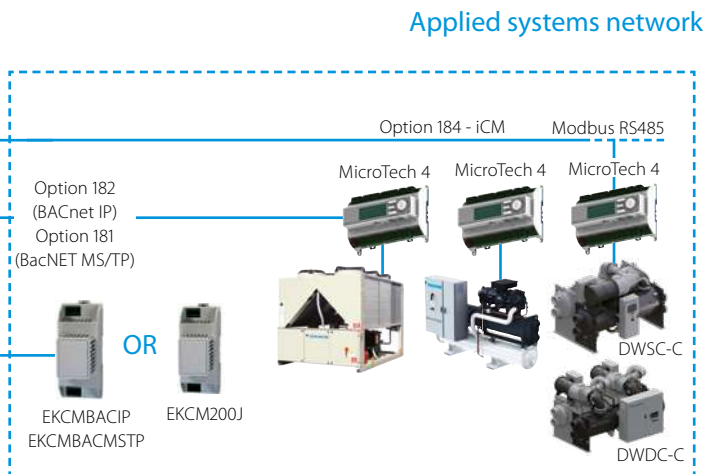 Applied systems network
Option 184 - iCM
Modbus RS485
MicroTech 4
MicroTech 4
MicroTech 4
Option 182
(BACnet IP)
Option 181
(BacNET MS/TP)
OR
EKCMBACIP
EKCMBACMSTP
EKCM200J
DWSC-C
DWDC-C